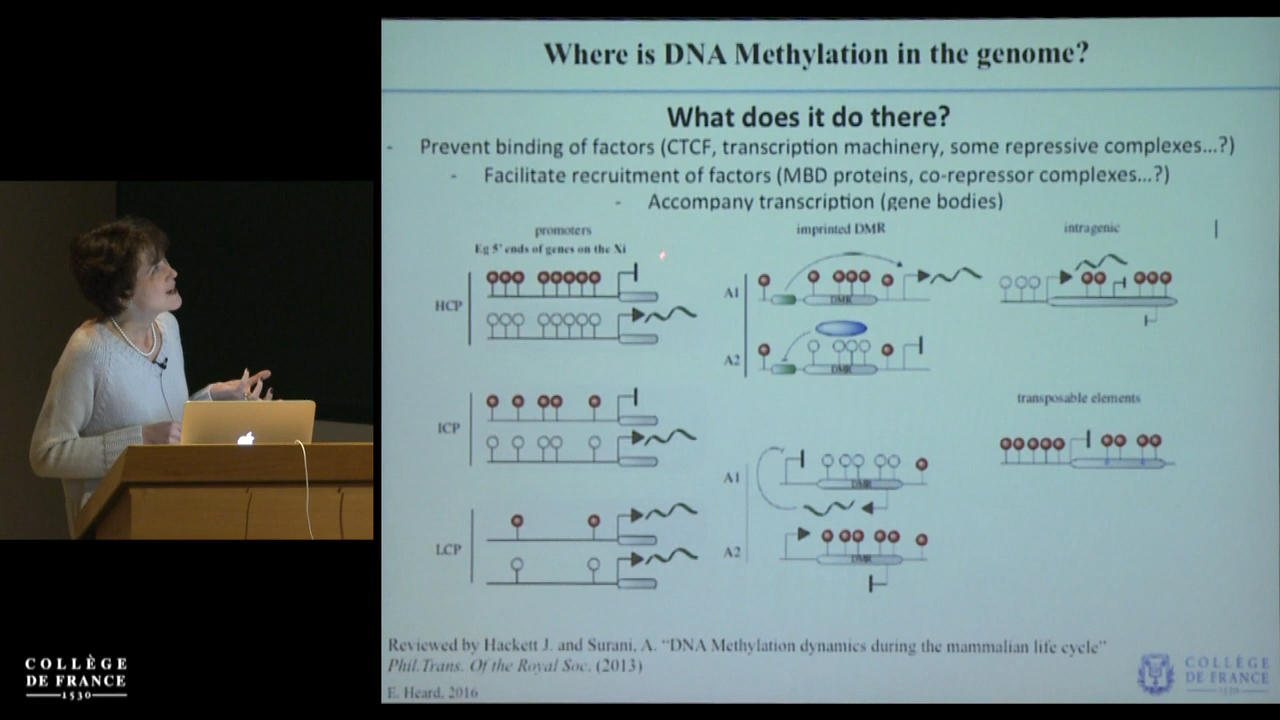 Where is DNA Methylation in the genome?
What does it do there?
- Prevent binding of factors (CTCF, transcription machinery, some repressive complexes...?)
- Facilitate recruitment of factors (MBD proteins, co-repressor complexes...?)
- Accompany transcription (gene bodies)
promoters
Eg 5' ends of genes on the Xi
HCP
ICP
LCP
imprinted DMR
A1
DMR
A2
DMR
A1
DMR
A2
DMR
intragenic
transposable elements
Reviewed by Hackett J. and Surani, A. “DNA Methylation dynamics during the mammalian life cycle”
Phil.Trans. Of the Royal Soc. (2013)
E. Heard, 2016
COLLÈGE
DE FRANCE
1530
COLLÈGE
DE FRANCE
1530